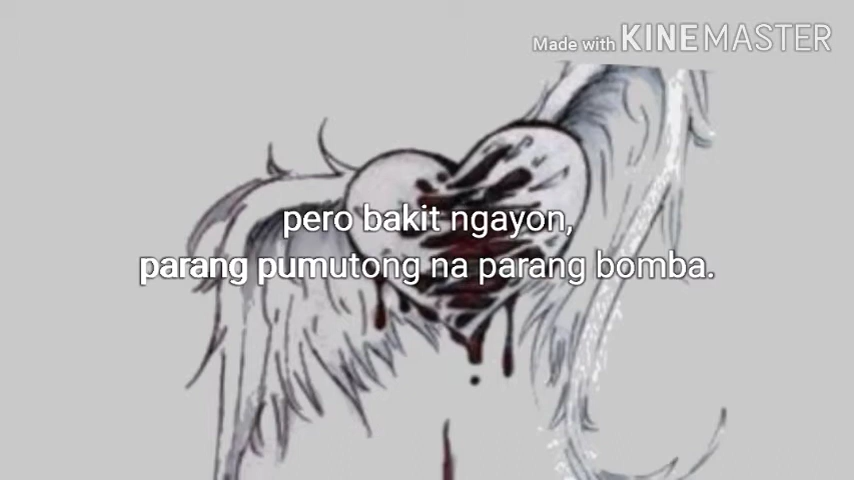 Made with KINEMASTER
pero bakit ngayon,
parang pumutong na parang bomba.